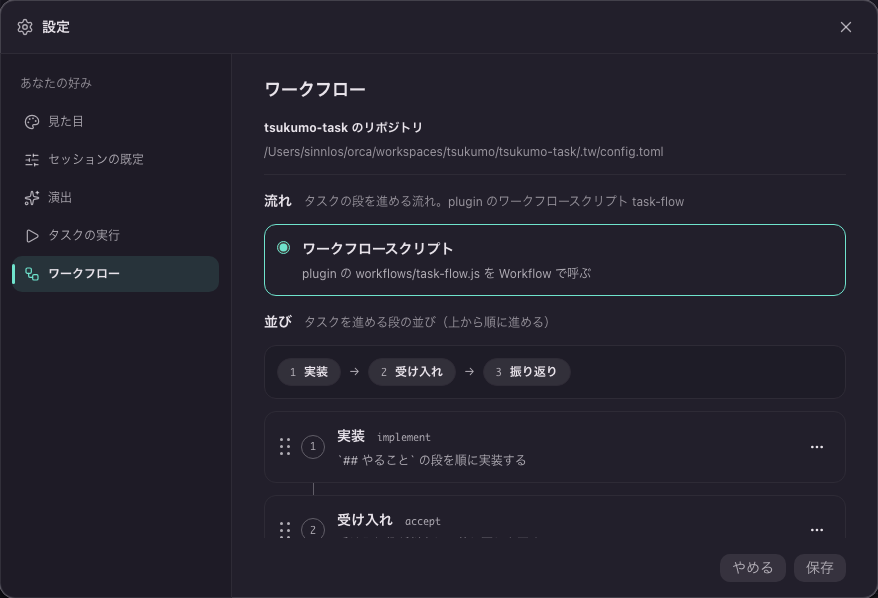 設定
あなたの好み
見た目
セッションの既定
演出
タスクの実行
ワークフロー
ワークフロー
tsukumo-task のリポジトリ
/Users/sinnlos/orca/workspaces/tsukumo/tsukumo-task/.tw/config.toml
流れ タスクの段を進める流れ。plugin のワークフロースクリプト task-flow
ワークフロースクリプト
plugin の workflows/task-flow.js を Workflow で呼ぶ
並び タスクを進める段の並び（上から順に進める）
1 実装 → 2 受け入れ → 3 振り返り
1 実装 implement
`## やること` の段を順に実装する
2 受け入れ accept
やめる 保存